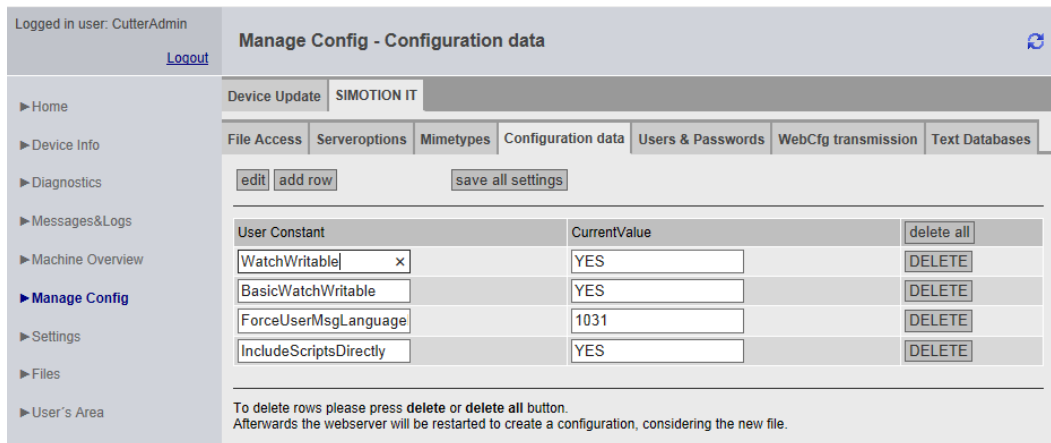 Logged in user: CutterAdmin
Logout
Manage Config - Configuration data
►Home
►Device Info
►Diagnostics
►Messages&Logs
►Machine Overview
►Manage Config
►Settings
►Files
►User´s Area
Device Update SIMOTION IT
File Access Serveroptions Mimetypes Configuration data Users & Passwords WebCfg transmission Text Databases
edit add row save all settings
User Constant CurrentValue delete all
WatchWritable × YES DELETE
BasicWatchWritable YES DELETE
ForceUserMsgLanguage 1031 DELETE
IncludeScriptsDirectly YES DELETE
To delete rows please press delete or delete all button.
Afterwards the webserver will be restarted to create a configuration, considering the new file.